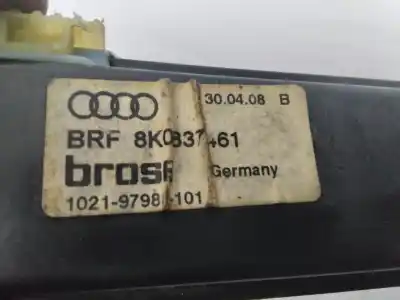 30.04.08 B
BRF 8K0837461
brose Germany
1021-9798 -101